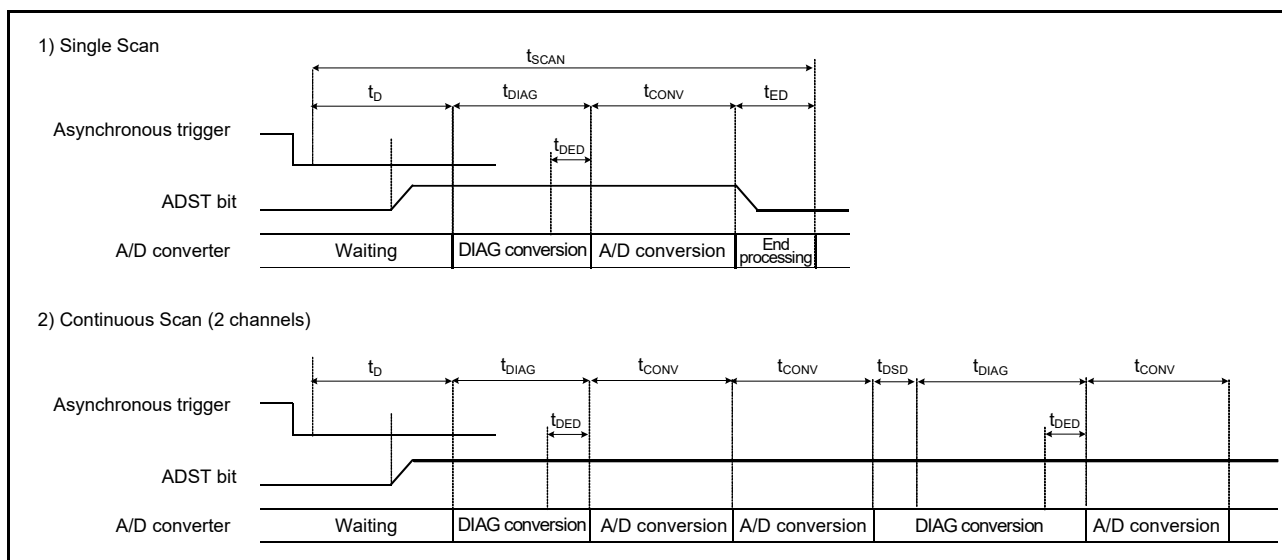 1) Single Scan
tSCAN
tD tDIAG tCONV tED
Asynchronous trigger
tDED
ADST bit
A/D converter Waiting DIAG conversion A/D conversion End processing
2) Continuous Scan (2 channels)
tD tDIAG tCONV tCONV tDSD tDIAG tCONV
Asynchronous trigger
tDED tDED
ADST bit
A/D converter Waiting DIAG conversion A/D conversion A/D conversion DIAG conversion A/D conversion